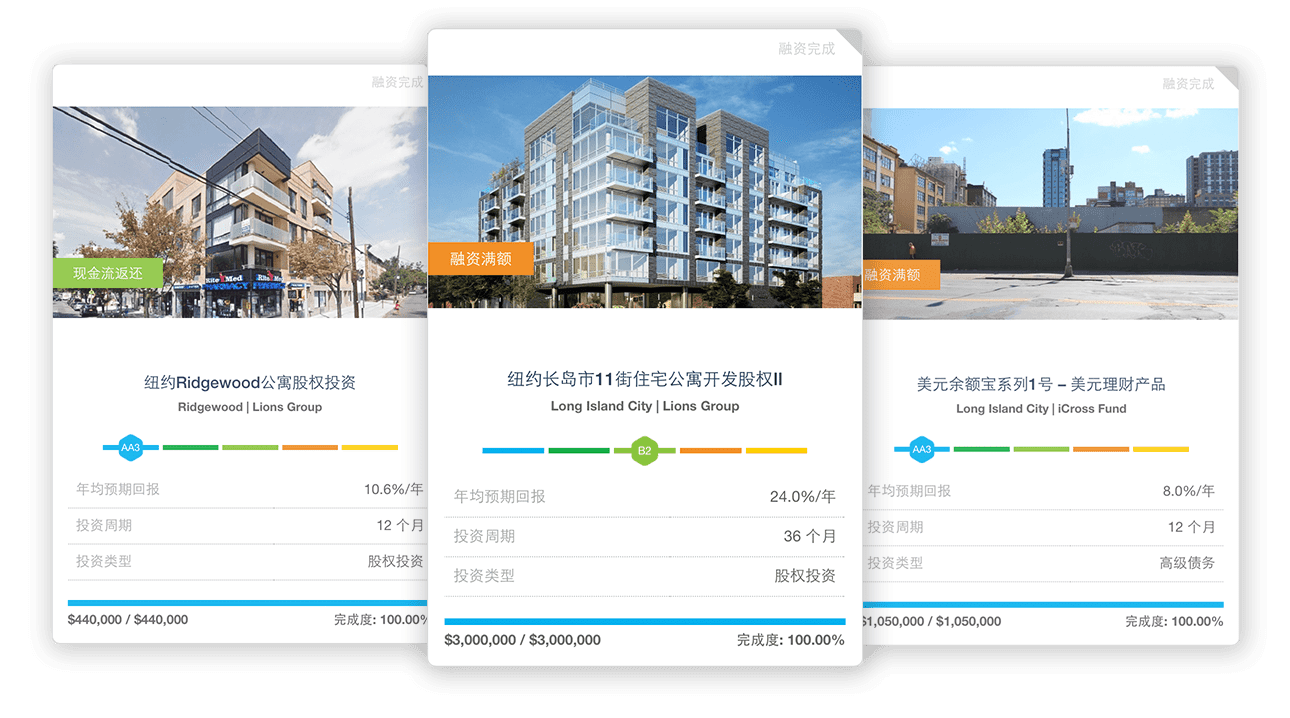 融资完成
现金流返还
Rite Med
PHARMACY
纽约Ridgewood公寓股权投资
Ridgewood | Lions Group
AA3
年均预期回报 10.6%/年
投资周期 12 个月
投资类型 股权投资
$440,000 / $440,000 完成度: 100.00%
融资完成
融资满额
纽约长岛市11街住宅公寓开发股权II
Long Island City | Lions Group
B2
年均预期回报 24.0%/年
投资周期 36 个月
投资类型 股权投资
$3,000,000 / $3,000,000 完成度: 100.00%
融资完成
融资满额
美元余额宝系列1号 – 美元理财产品
Long Island City | iCross Fund
AA3
年均预期回报 8.0%/年
投资周期 12 个月
投资类型 高级债务
$1,050,000 / $1,050,000 完成度: 100.00%